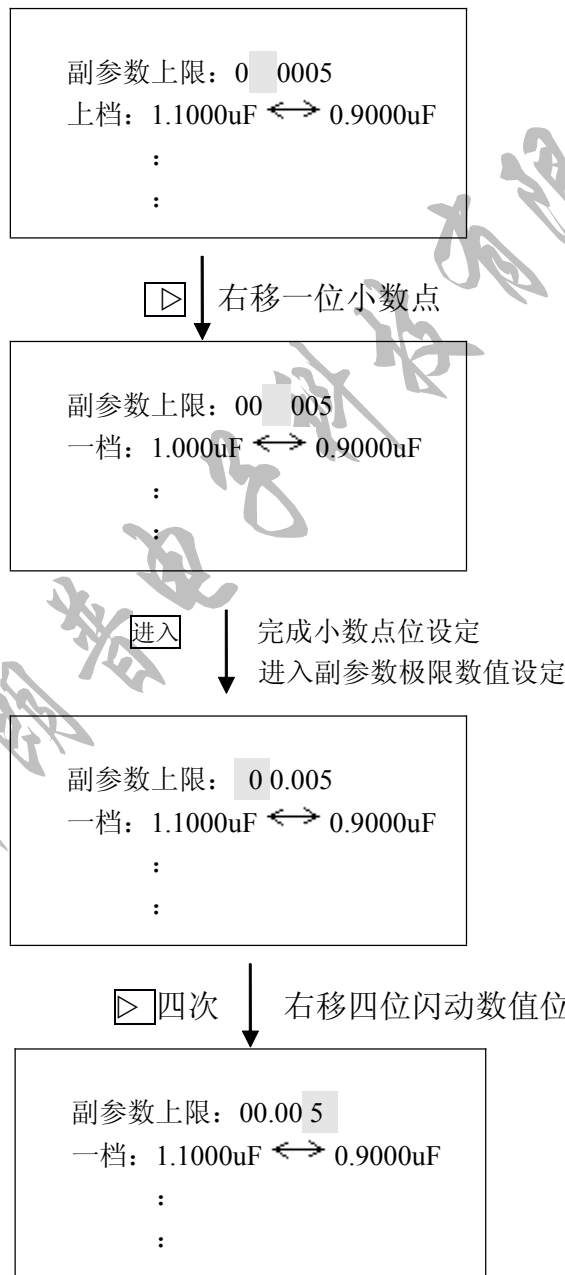 副参数上限：0 0005
上档：1.1000uF ⟷ 0.9000uF
：
：
▷ 右移一位小数点
副参数上限：00 005
一档：1.000uF ⟷ 0.9000uF
：
：
进入 完成小数点位设定
进入副参数极限数值设定
副参数上限： 0 0.005
一档：1.1000uF ⟷ 0.9000uF
：
：
▷ 四次 右移四位闪动数值位
副参数上限：00.00 5
一档：1.1000uF ⟷ 0.9000uF
：
：